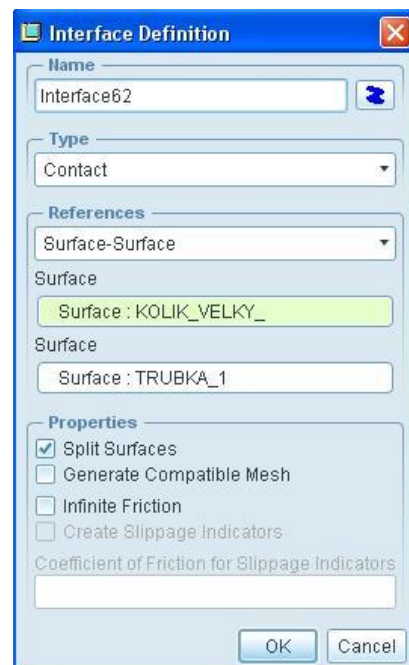 Interface Definition
Name
Interface62
Type
Contact
References
Surface-Surface
Surface
Surface : KOLIK_VELKY_
Surface
Surface : TRUBKA_1
Properties
Split Surfaces
Generate Compatible Mesh
Infinite Friction
Create Slippage Indicators
Coefficient of Friction for Slippage Indicators
OK Cancel